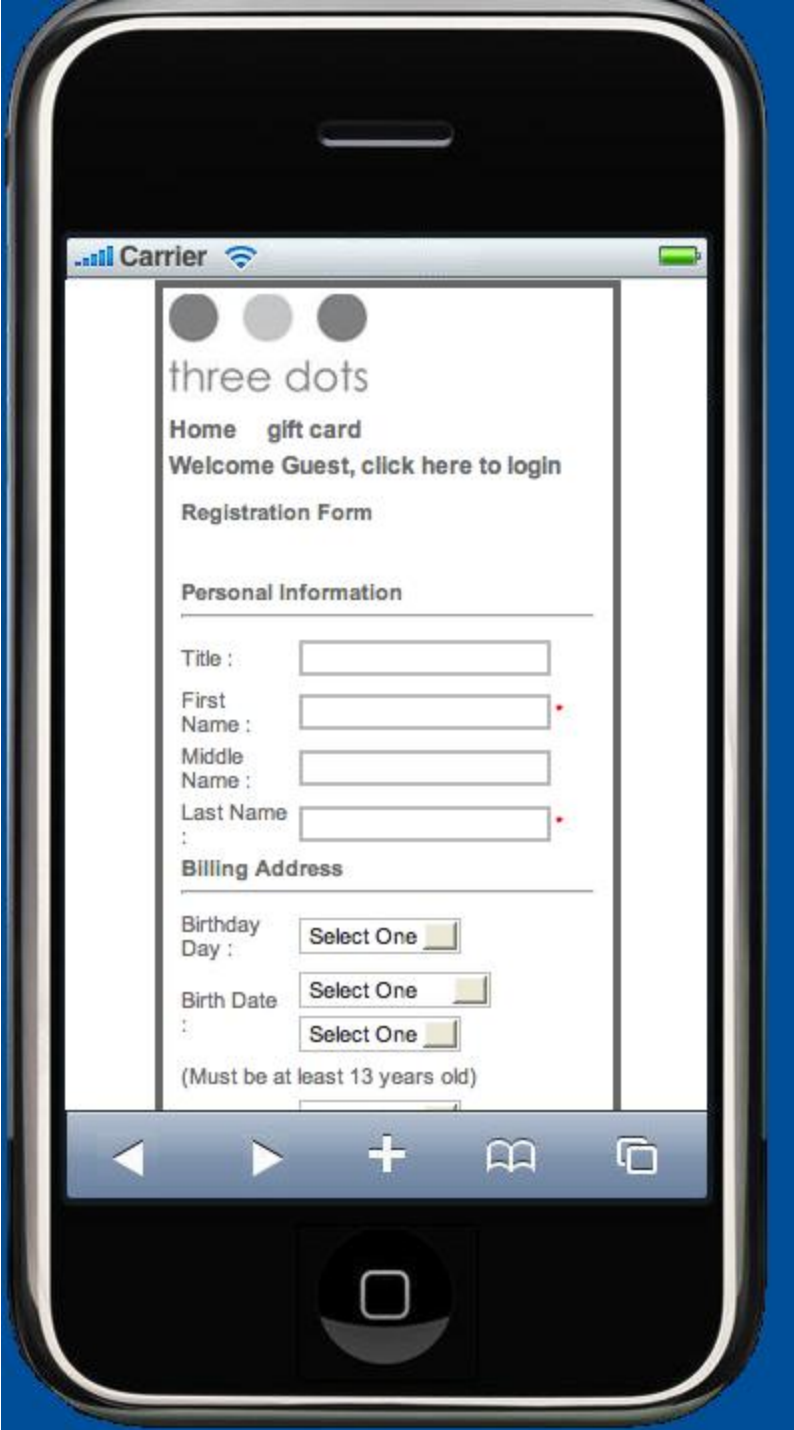 Carrier
three dots
Home gift card
Welcome Guest, click here to login
Registration Form
Personal Information
Title :
First
Name : *
Middle
Name :
Last Name
: *
Billing Address
Birthday
Day :
Select One
Birth Date
:
Select One
Select One
(Must be at least 13 years old)